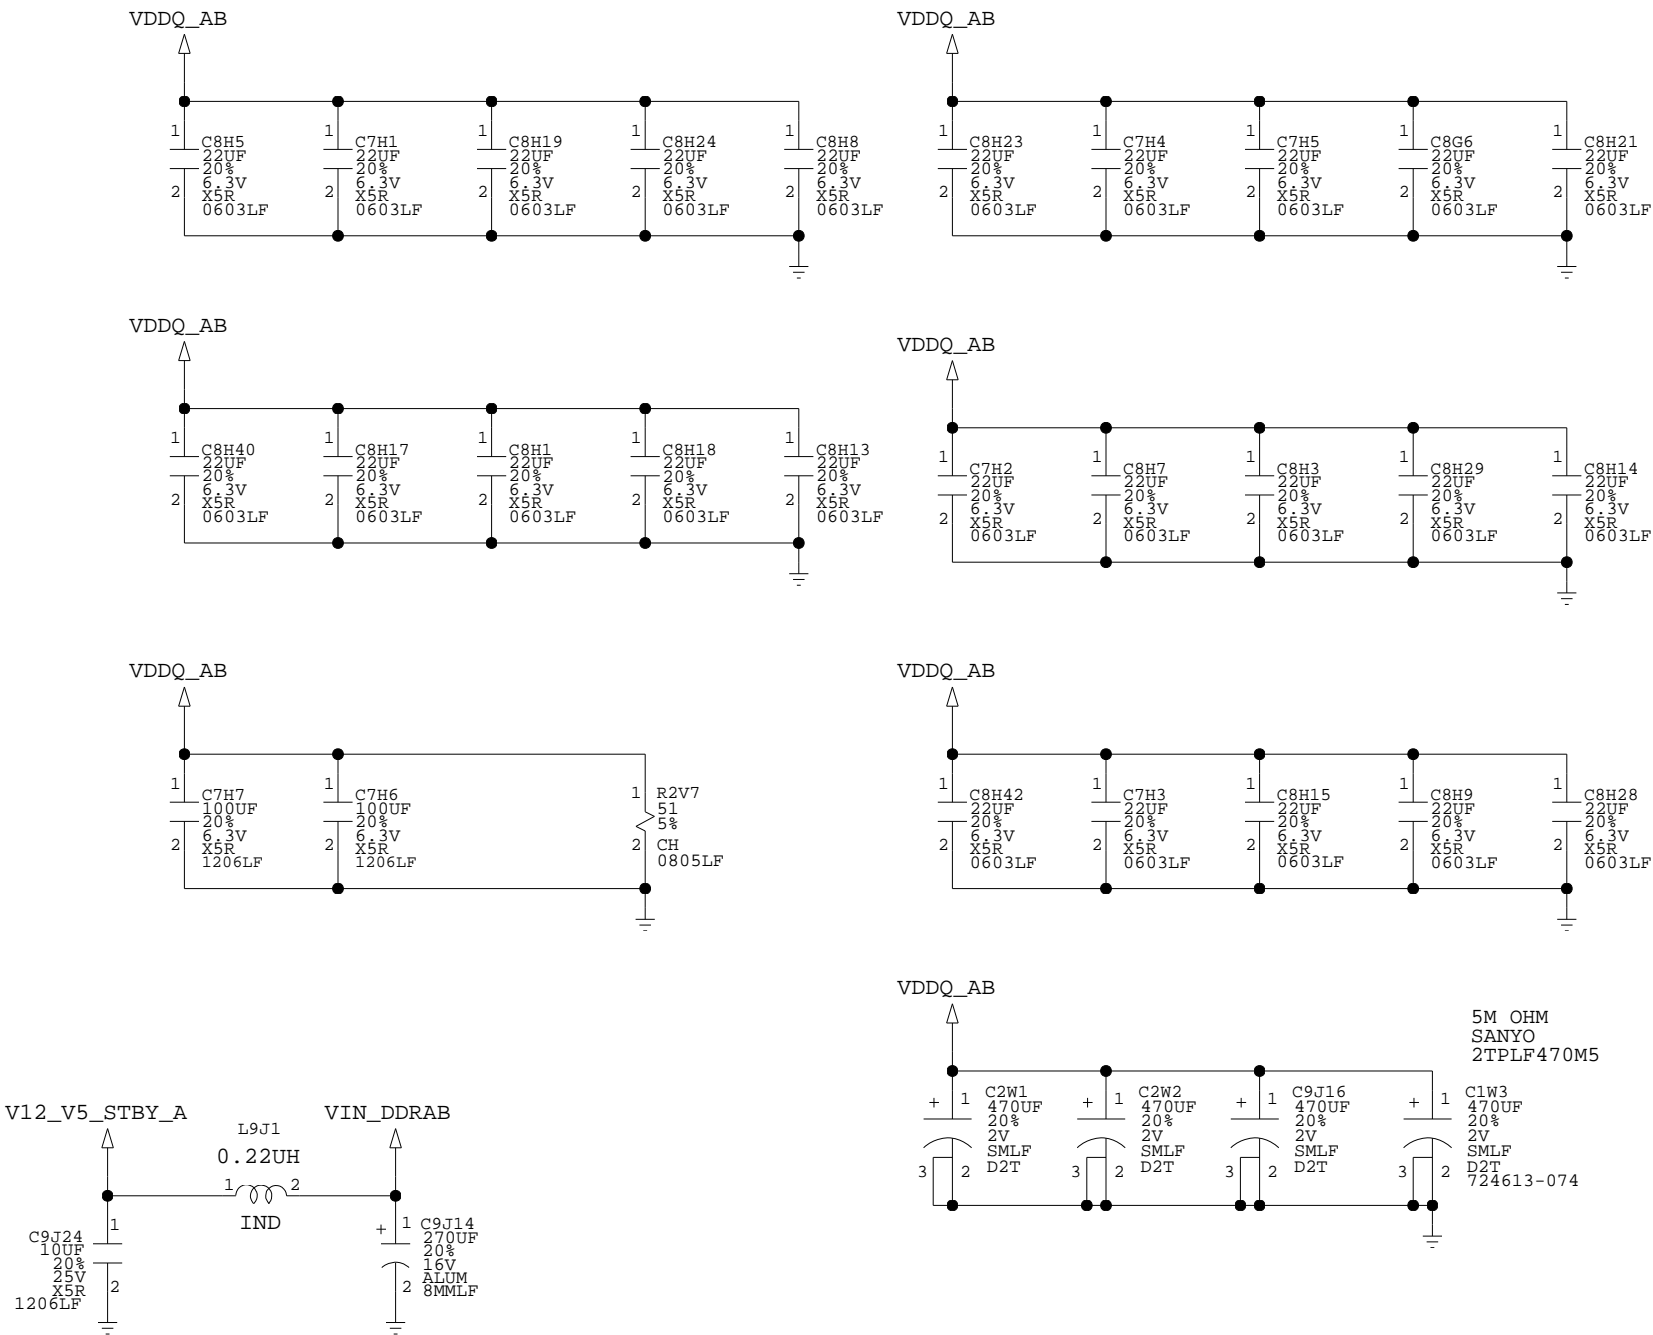 VDDQ_AB
1
2
C8H5
22UF
20%
6.3V
X5R
0603LF
1
2
C7H1
22UF
20%
6.3V
X5R
0603LF
1
2
C8H19
22UF
20%
6.3V
X5R
0603LF
1
2
C8H24
22UF
20%
6.3V
X5R
0603LF
1
2
C8H8
22UF
20%
6.3V
X5R
0603LF
VDDQ_AB
1
2
C8H23
22UF
20%
6.3V
X5R
0603LF
1
2
C7H4
22UF
20%
6.3V
X5R
0603LF
1
2
C7H5
22UF
20%
6.3V
X5R
0603LF
1
2
C8G6
22UF
20%
6.3V
X5R
0603LF
1
2
C8H21
22UF
20%
6.3V
X5R
0603LF
VDDQ_AB
1
2
C8H40
22UF
20%
6.3V
X5R
0603LF
1
2
C8H17
22UF
20%
6.3V
X5R
0603LF
1
2
C8H1
22UF
20%
6.3V
X5R
0603LF
1
2
C8H18
22UF
20%
6.3V
X5R
0603LF
1
2
C8H13
22UF
20%
6.3V
X5R
0603LF
VDDQ_AB
1
2
C7H2
22UF
20%
6.3V
X5R
0603LF
1
2
C8H7
22UF
20%
6.3V
X5R
0603LF
1
2
C8H3
22UF
20%
6.3V
X5R
0603LF
1
2
C8H29
22UF
20%
6.3V
X5R
0603LF
1
2
C8H14
22UF
20%
6.3V
X5R
0603LF
VDDQ_AB
1
2
C7H7
100UF
20%
6.3V
X5R
1206LF
1
2
C7H6
100UF
20%
6.3V
X5R
1206LF
1
2
R2V7
51
5%
CH
0805LF
VDDQ_AB
1
2
C8H42
22UF
20%
6.3V
X5R
0603LF
1
2
C7H3
22UF
20%
6.3V
X5R
0603LF
1
2
C8H15
22UF
20%
6.3V
X5R
0603LF
1
2
C8H9
22UF
20%
6.3V
X5R
0603LF
1
2
C8H28
22UF
20%
6.3V
X5R
0603LF
V12_V5_STBY_A
L9J1
0.22UH
1
2
IND
VIN_DDRAB
1
2
C9J24
10UF
20%
25V
X5R
1206LF
+
1
2
C9J14
270UF
20%
16V
ALUM
8MMLF
VDDQ_AB
5M OHM
SANYO
2TPLF470M5
+
1
3
2
C2W1
470UF
20%
2V
SMLF
D2T
+
1
3
2
C2W2
470UF
20%
2V
SMLF
D2T
+
1
3
2
C9J16
470UF
20%
2V
SMLF
D2T
+
1
3
2
C1W3
470UF
20%
2V
SMLF
D2T
724613-074